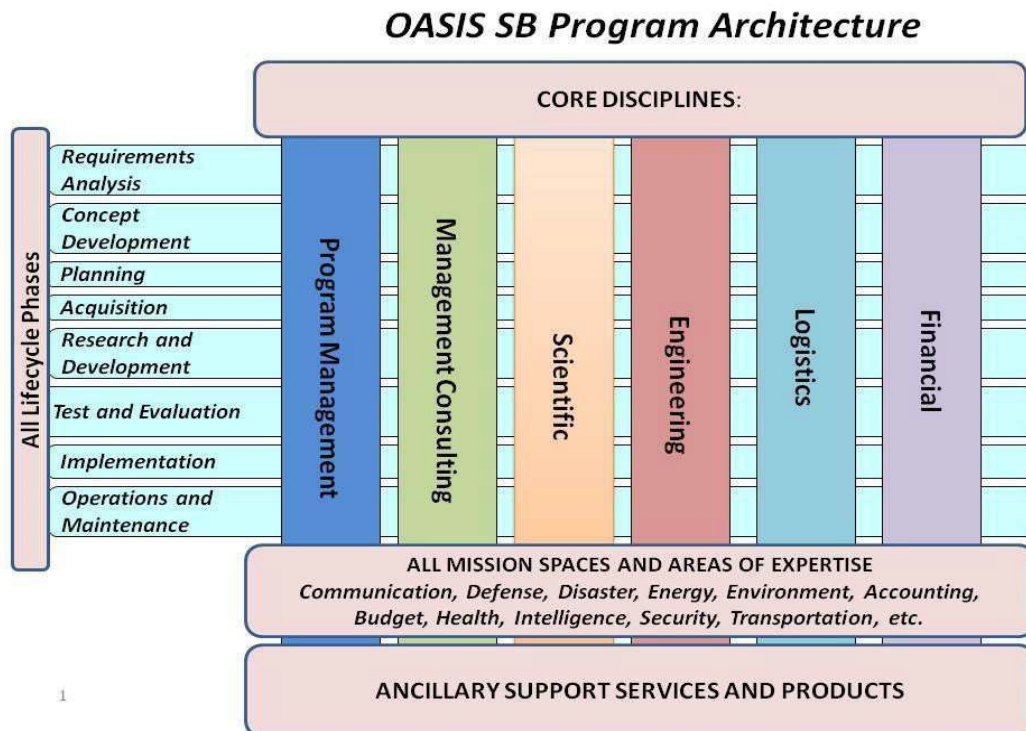 OASIS SB Program Architecture
CORE DISCIPLINES:
All Lifecycle Phases
Requirements
Analysis
Concept
Development
Planning
Acquisition
Research and
Development
Test and Evaluation
Implementation
Operations and
Maintenance
Program Management
Management Consulting
Scientific
Engineering
Logistics
Financial
ALL MISSION SPACES AND AREAS OF EXPERTISE
Communication, Defense, Disaster, Energy, Environment, Accounting,
Budget, Health, Intelligence, Security, Transportation, etc.
ANCILLARY SUPPORT SERVICES AND PRODUCTS
1